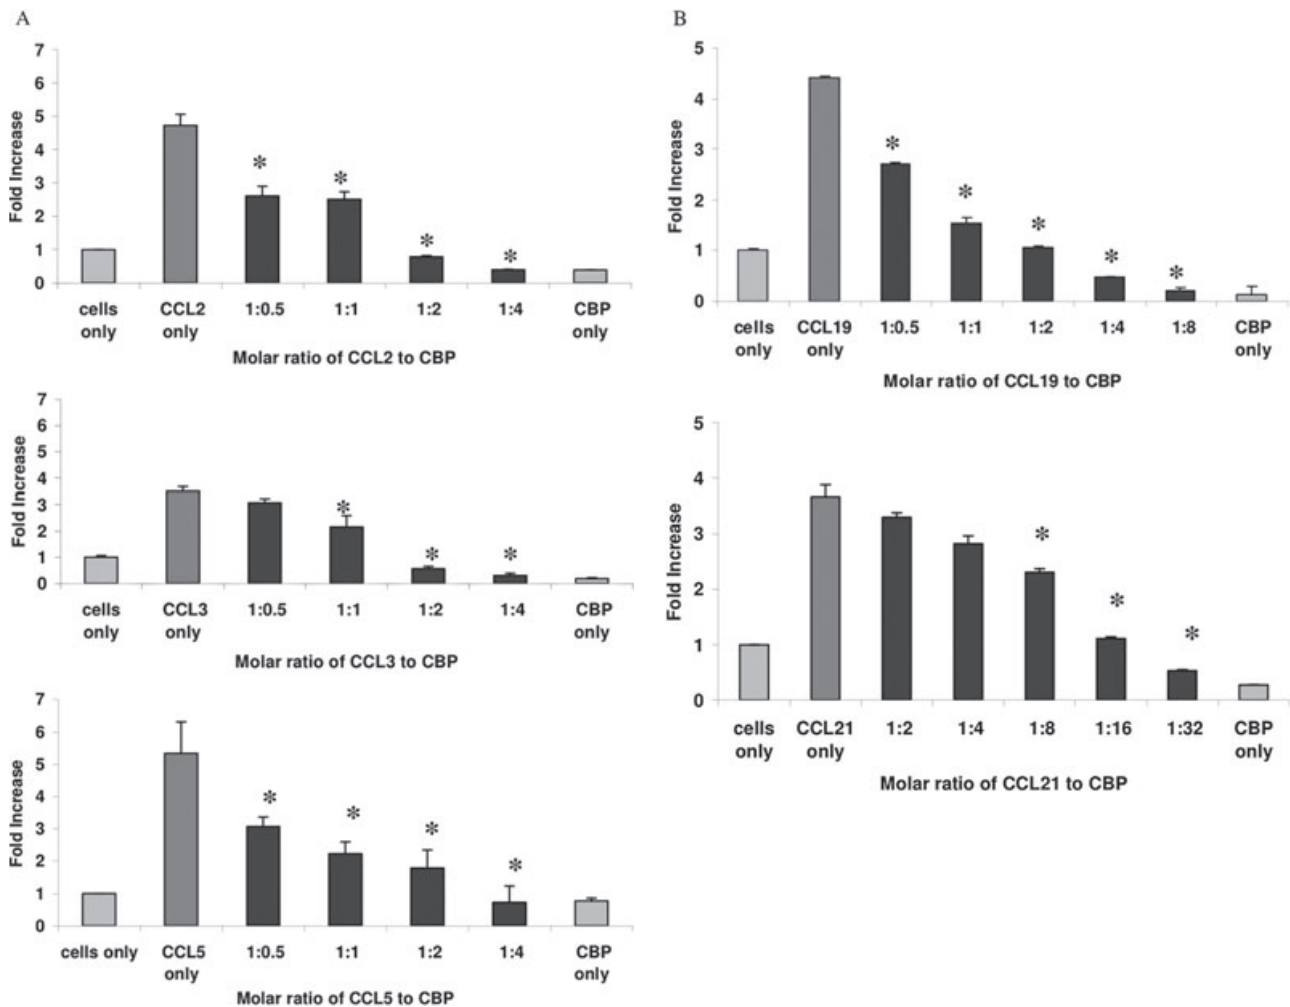 A
7
6
5
4
3
2
1
0
Fold Increase
*
*
*
*
cells only
CCL2 only
1:0.5
1:1
1:2
1:4
CBP only
Molar ratio of CCL2 to CBP
7
6
5
4
3
2
1
0
Fold Increase
*
*
*
cells only
CCL3 only
1:0.5
1:1
1:2
1:4
CBP only
Molar ratio of CCL3 to CBP
7
6
5
4
3
2
1
0
Fold Increase
*
*
*
*
cells only
CCL5 only
1:0.5
1:1
1:2
1:4
CBP only
Molar ratio of CCL5 to CBP
B
5
4
3
2
1
0
Fold Increase
*
*
*
*
*
cells only
CCL19 only
1:0.5
1:1
1:2
1:4
1:8
CBP only
Molar ratio of CCL19 to CBP
5
4
3
2
1
0
Fold Increase
*
*
*
cells only
CCL21 only
1:2
1:4
1:8
1:16
1:32
CBP only
Molar ratio of CCL21 to CBP